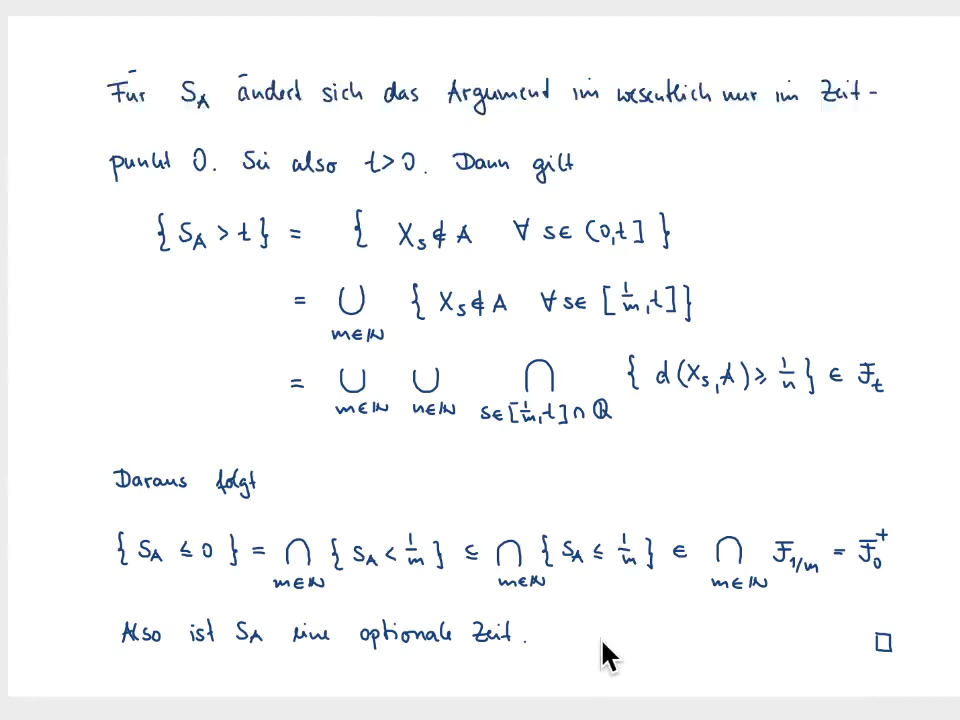 Für S_A ändert sich das Argument im wesentlich nur im Zeit-
punkt 0. Sei also t > 0. Dann gilt
{ S_A > t } = { X_s ∉ A ∀ s ∈ (0, t] }
= ⋃_{m∈ℕ} { X_s ∉ A ∀ s ∈ [1/m, t] }
= ⋃_{m∈ℕ} ⋃_{n∈ℕ} ⋂_{s∈[1/m, t]∩ℚ} { d(X_s, A) ≥ 1/n } ∈ ℱ_t
Daraus folgt
{ S_A ≤ 0 } = ⋂_{m∈ℕ} { S_A < 1/m } ⊆ ⋂_{m∈ℕ} { S_A ≤ 1/m } ∈ ⋂_{m∈ℕ} ℱ_{1/m} = ℱ_0^+
Also ist S_A eine optionale Zeit. □